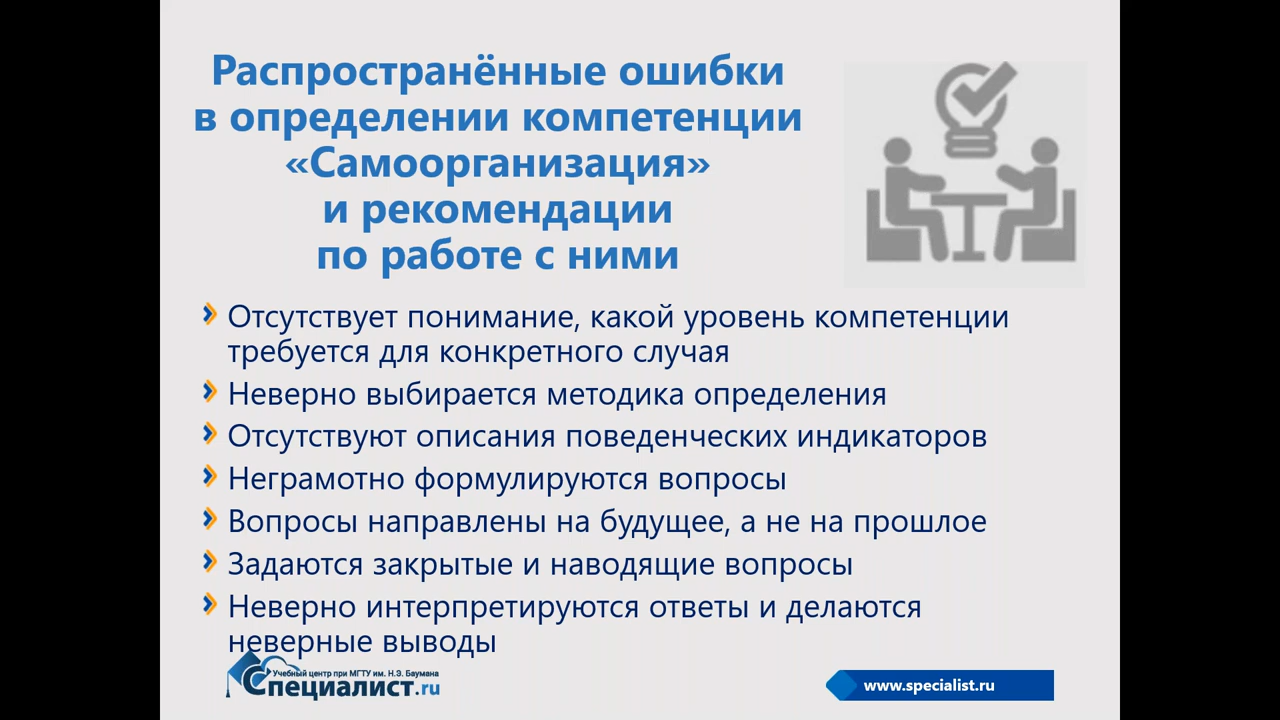 Распространённые ошибки
в определении компетенции
«Самоорганизация»
и рекомендации
по работе с ними
Отсутствует понимание, какой уровень компетенции
требуется для конкретного случая
Неверно выбирается методика определения
Отсутствуют описания поведенческих индикаторов
Неграмотно формулируются вопросы
Вопросы направлены на будущее, а не на прошлое
Задаются закрытые и наводящие вопросы
Неверно интерпретируются ответы и делаются
неверные выводы
Учебный центр при МГТУ им. Н.Э. Баумана
Специалист.ru
www.specialist.ru